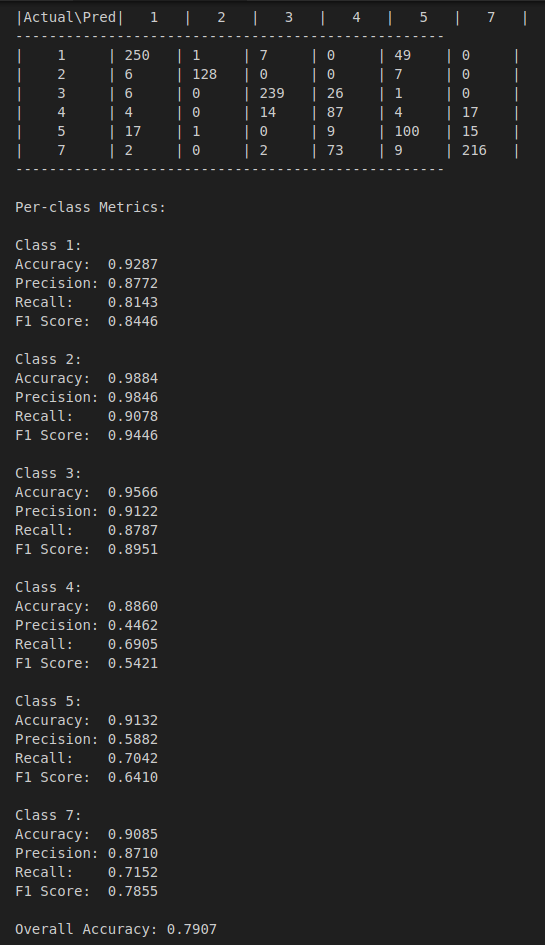 |Actual\Pred|   1   |   2   |   3   |   4   |   5   |   7   |
---------------------------------------------------
|    1     | 250   | 1     | 7     | 0     | 49    | 0     |
|    2     | 6     | 128   | 0     | 0     | 7     | 0     |
|    3     | 6     | 0     | 239   | 26    | 1     | 0     |
|    4     | 4     | 0     | 14    | 87    | 4     | 17    |
|    5     | 17    | 1     | 0     | 9     | 100   | 15    |
|    7     | 2     | 0     | 2     | 73    | 9     | 216   |
---------------------------------------------------
Per-class Metrics:
Class 1:
Accuracy:  0.9287
Precision: 0.8772
Recall:    0.8143
F1 Score:  0.8446
Class 2:
Accuracy:  0.9884
Precision: 0.9846
Recall:    0.9078
F1 Score:  0.9446
Class 3:
Accuracy:  0.9566
Precision: 0.9122
Recall:    0.8787
F1 Score:  0.8951
Class 4:
Accuracy:  0.8860
Precision: 0.4462
Recall:    0.6905
F1 Score:  0.5421
Class 5:
Accuracy:  0.9132
Precision: 0.5882
Recall:    0.7042
F1 Score:  0.6410
Class 7:
Accuracy:  0.9085
Precision: 0.8710
Recall:    0.7152
F1 Score:  0.7855
Overall Accuracy: 0.7907